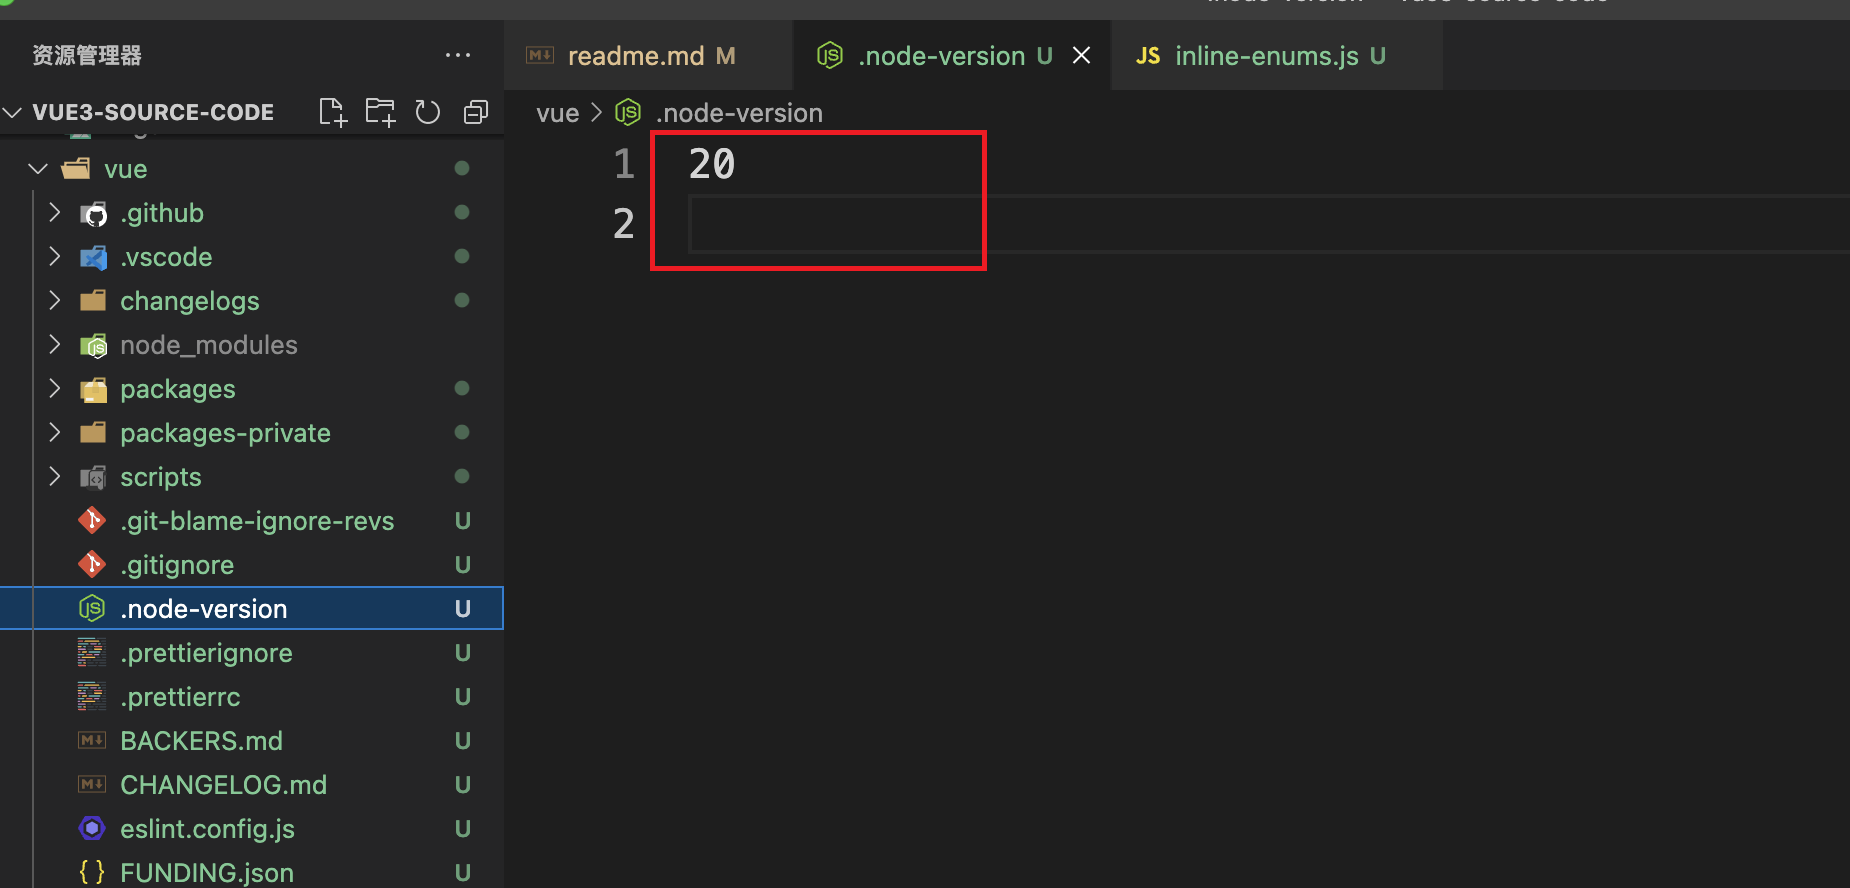 资源管理器
readme.md M
.node-version U
JS inline-enums.js U
VUE3-SOURCE-CODE
vue > .node-version
1 20
2
vue
.github
.vscode
changelogs
node_modules
packages
packages-private
scripts
.git-blame-ignore-revs U
.gitignore U
.node-version U
.prettierignore U
.prettierrc U
BACKERS.md U
CHANGELOG.md U
eslint.config.js U
{} FUNDING.json U